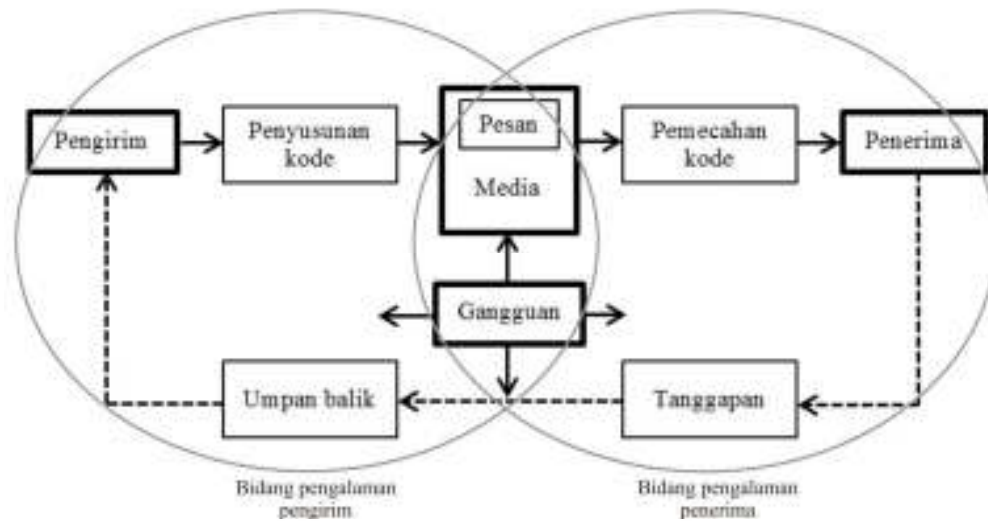 Pengirim
Penyusunan
kode
Pesan
Media
Pemecahan
kode
Penerima
Gangguan
Umpan balik
Tanggapan
Bidang pengalaman
pengirim
Bidang pengalaman
penerima